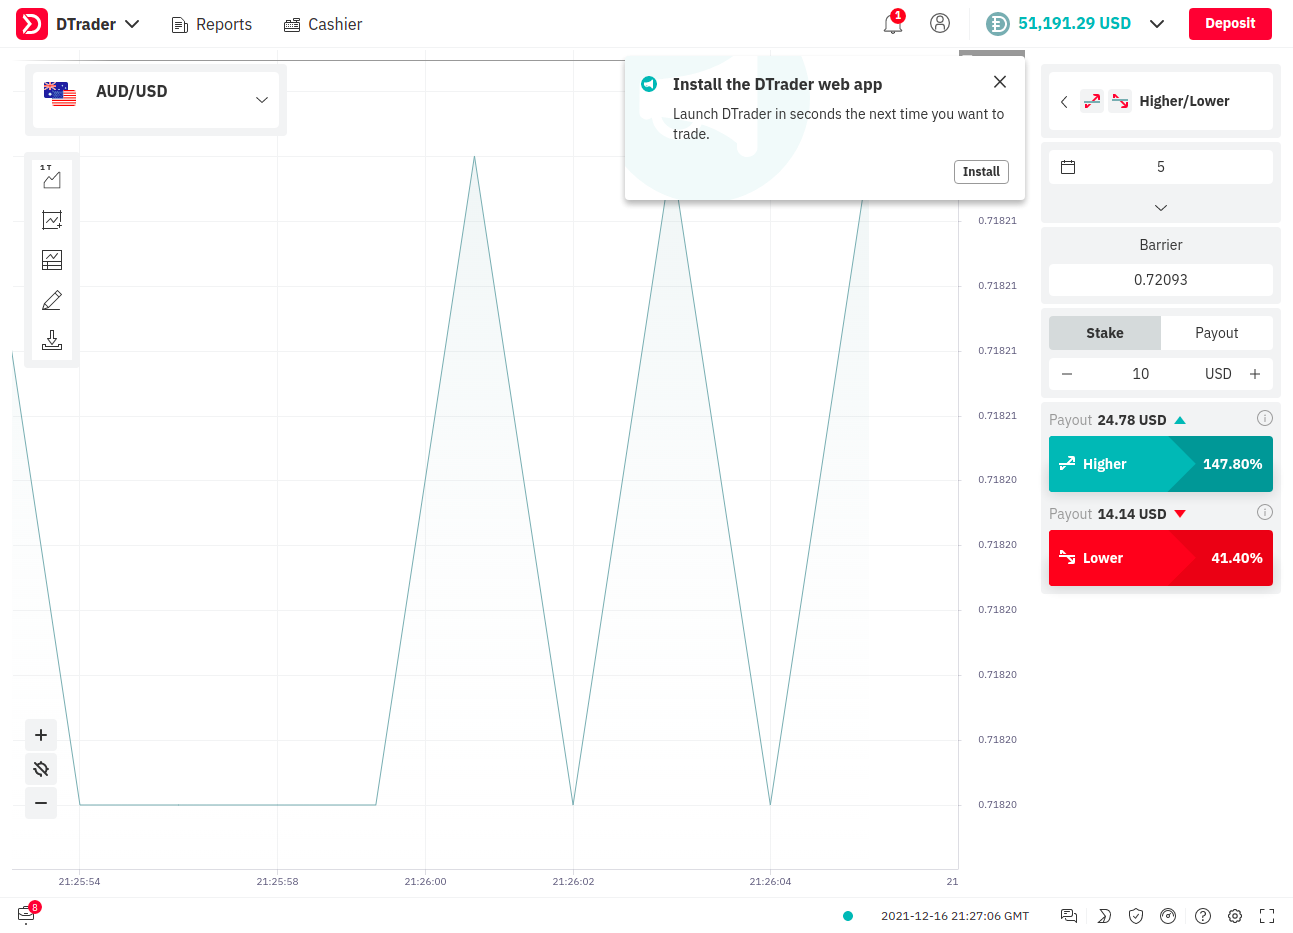 DTrader
Reports
Cashier
1
51,191.29 USD
Deposit
AUD/USD
Install the DTrader web app
Launch DTrader in seconds the next time you want to
trade.
Install
1 T
0.71821
0.71821
0.71821
0.71821
0.71820
0.71820
0.71820
0.71820
0.71820
0.71820
21:25:54
21:25:58
21:26:00
21:26:02
21:26:04
21
Higher/Lower
5
Barrier
0.72093
Stake
Payout
10
USD
Payout 24.78 USD
Higher
147.80%
Payout 14.14 USD
Lower
41.40%
8
2021-12-16 21:27:06 GMT